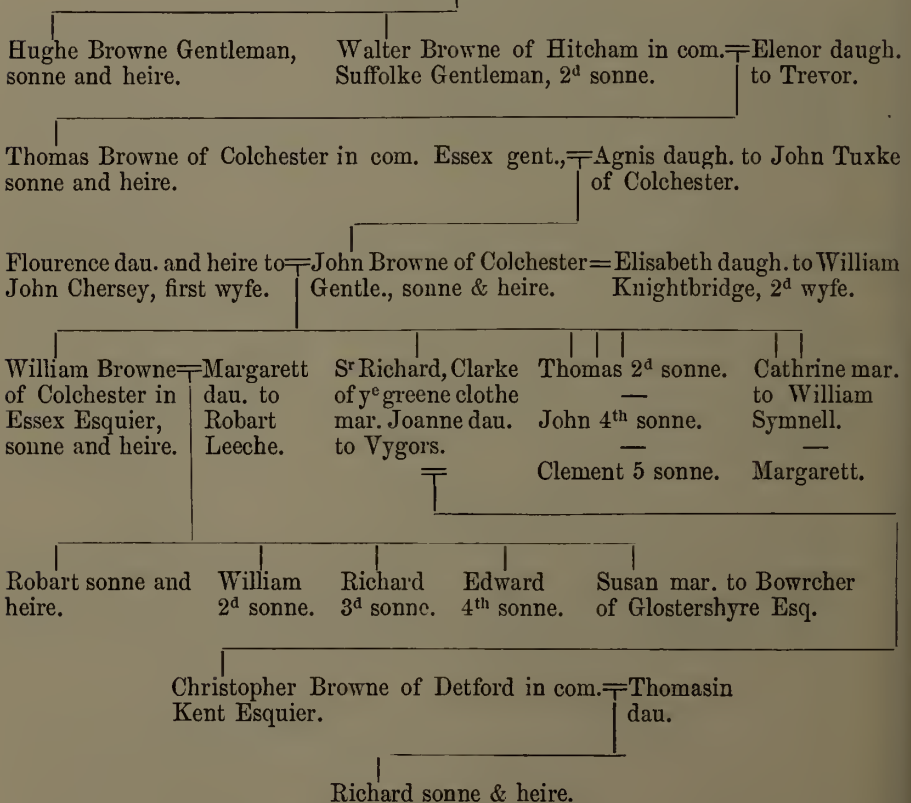 Hughe Browne Gentleman,
sonne and heire.
Walter Browne of Hitcham in com.=Elenor daugh.
Suffolke Gentleman, 2d sonne. to Trevor.
Thomas Browne of Colchester in com. Essex gent.,=Agnis daugh. to John Tuxke
sonne and heire. of Colchester.
Flourence dau. and heire to=John Browne of Colchester=Elisabeth daugh. to William
John Chersey, first wyfe. Gentle., sonne & heire. Knightbridge, 2d wyfe.
William Browne=Margarett
of Colchester in dau. to
Essex Esquier, Robart
sonne and heire. Leeche.
Sr Richard, Clarke
of ye greene clothe
mar. Joanne dau.
to Vygors.
Thomas 2d sonne.
—
John 4th sonne.
—
Clement 5 sonne.
Cathrine mar.
to William
Symnell.
—
Margarett.
Robart sonne and
heire.
William
2d sonne.
Richard
3d sonne.
Edward
4th sonne.
Susan mar. to Bowrcher
of Glostershyre Esq.
Christopher Browne of Detford in com.=Thomasin
Kent Esquier. dau.
Richard sonne & heire.